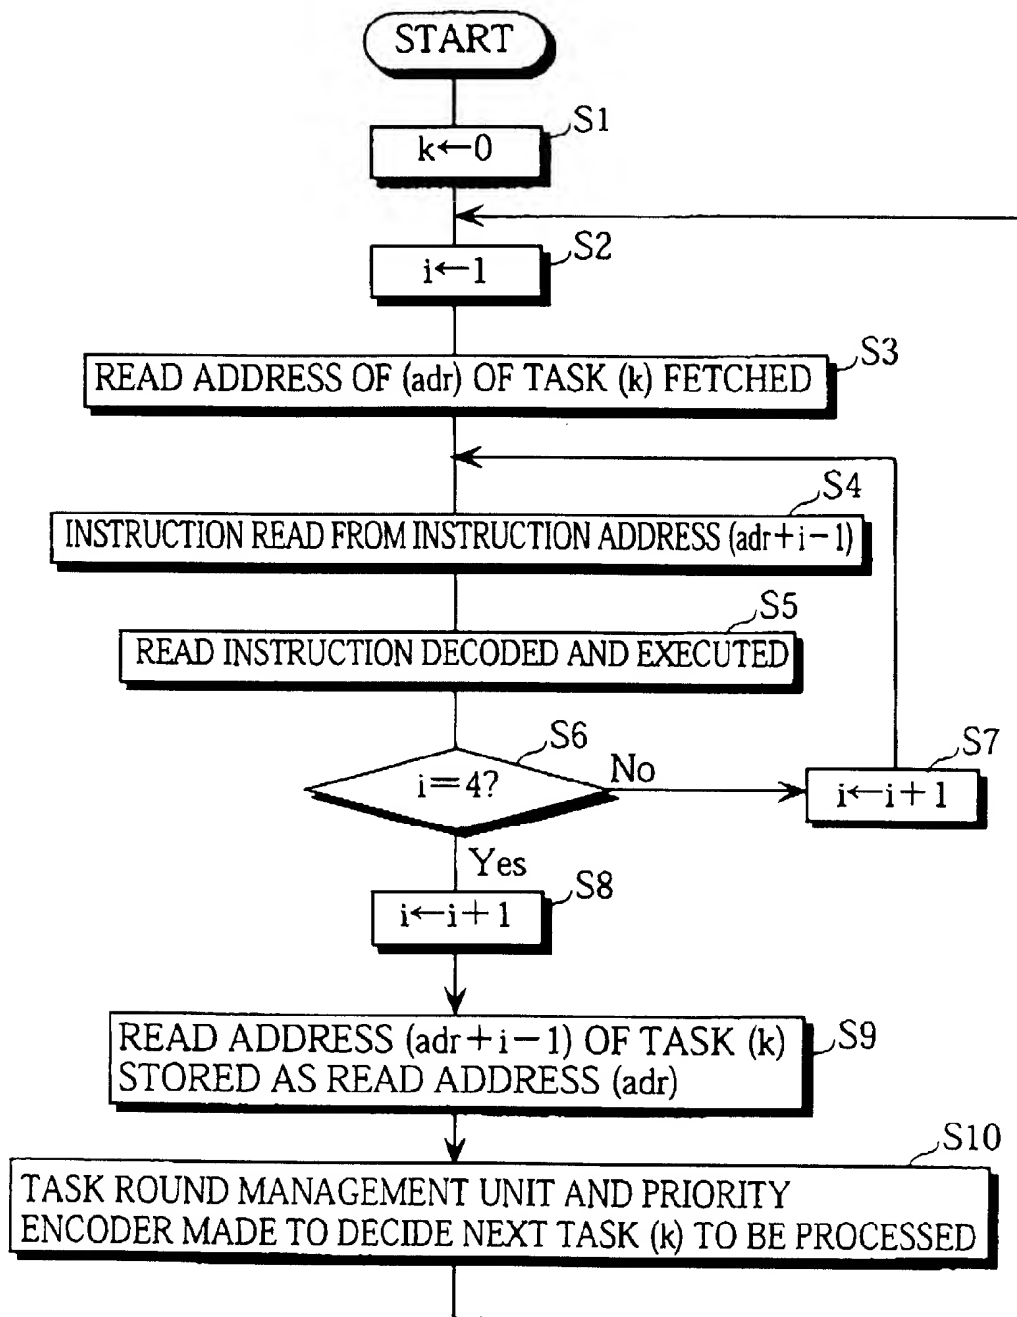 START
S1
k←0
S2
i←1
S3
READ ADDRESS OF (adr) OF TASK (k) FETCHED
S4
INSTRUCTION READ FROM INSTRUCTION ADDRESS (adr+i−1)
S5
READ INSTRUCTION DECODED AND EXECUTED
S6
i=4?
No
S7
i←i+1
Yes
S8
i←i+1
S9
READ ADDRESS (adr+i−1) OF TASK (k)
STORED AS READ ADDRESS (adr)
S10
TASK ROUND MANAGEMENT UNIT AND PRIORITY
ENCODER MADE TO DECIDE NEXT TASK (k) TO BE PROCESSED